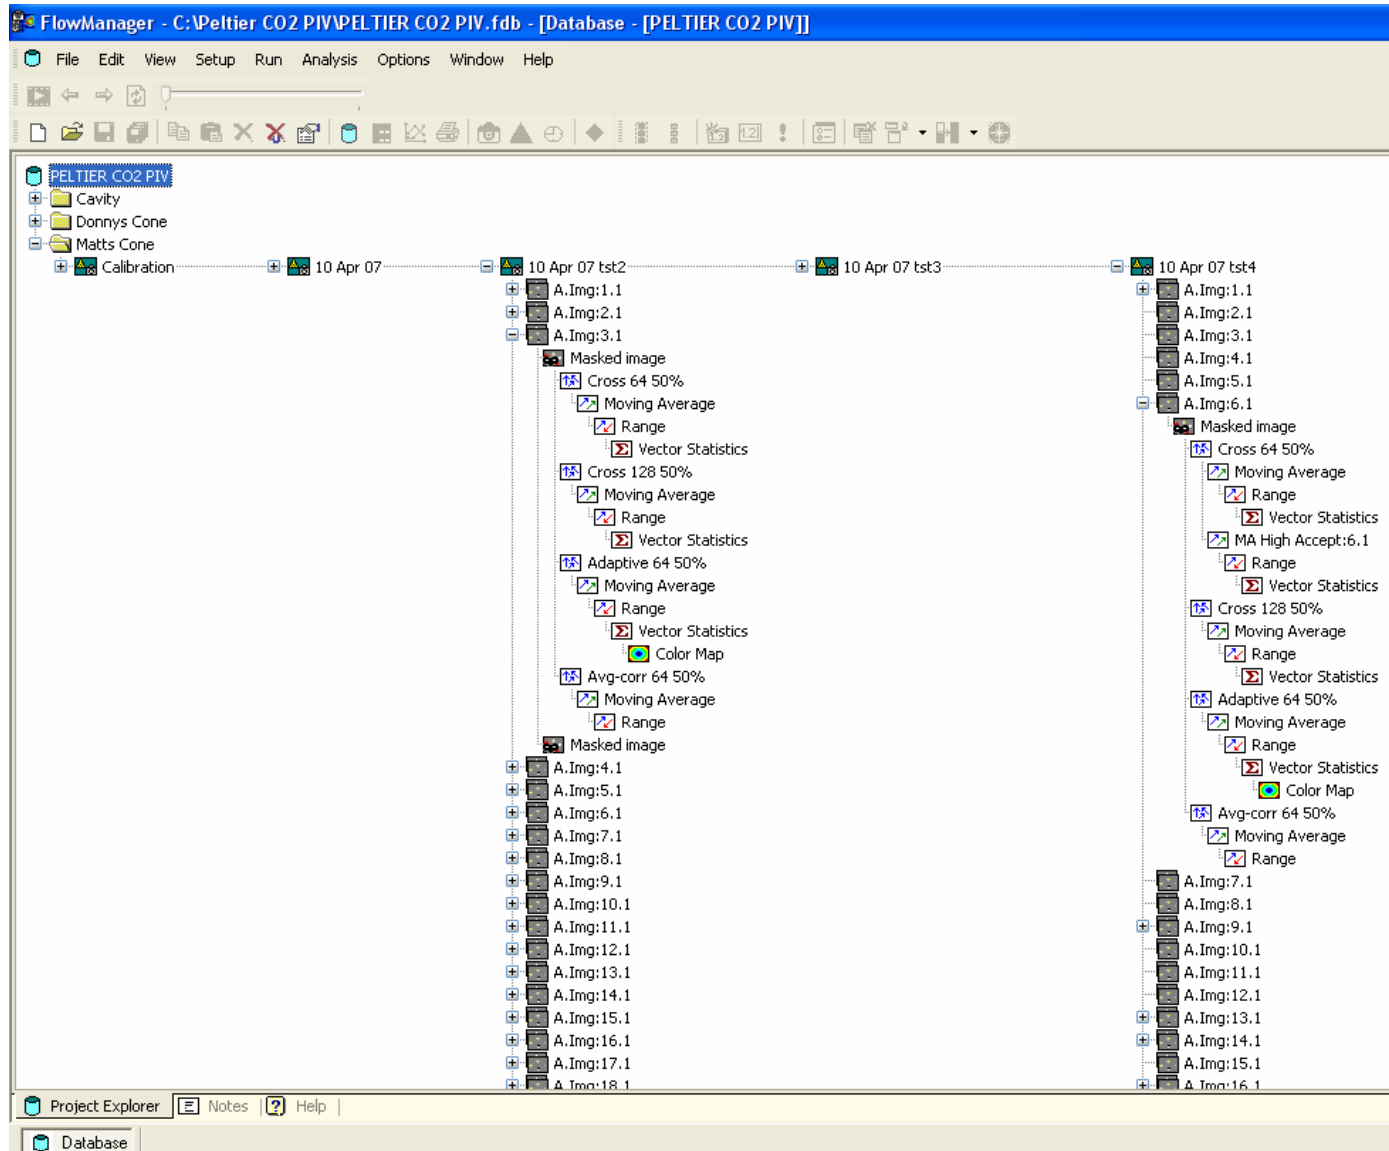 FlowManager - C:\Peltier CO2 PIV\PELTIER CO2 PIV.fdb - [Database - [PELTIER CO2 PIV]]
File Edit View Setup Run Analysis Options Window Help
PELTIER CO2 PIV
Cavity
Donnys Cone
Matts Cone
Calibration 10 Apr 07 10 Apr 07 tst2 10 Apr 07 tst3 10 Apr 07 tst4
A.Img:1.1 A.Img:1.1
A.Img:2.1 A.Img:2.1
A.Img:3.1 A.Img:3.1
Masked image A.Img:4.1
Cross 64 50% A.Img:5.1
Moving Average A.Img:6.1
Range Masked image
Vector Statistics Cross 64 50%
Cross 128 50% Moving Average
Moving Average Range
Range Vector Statistics
Vector Statistics MA High Accept:6.1
Adaptive 64 50% Range
Moving Average Vector Statistics
Range Cross 128 50%
Vector Statistics Moving Average
Color Map Range
Avg-corr 64 50% Vector Statistics
Moving Average Adaptive 64 50%
Range Moving Average
Masked image Range
A.Img:4.1 Vector Statistics
A.Img:5.1 Color Map
A.Img:6.1 Avg-corr 64 50%
A.Img:7.1 Moving Average
A.Img:8.1 Range
A.Img:9.1 A.Img:7.1
A.Img:10.1 A.Img:8.1
A.Img:11.1 A.Img:9.1
A.Img:12.1 A.Img:10.1
A.Img:13.1 A.Img:11.1
A.Img:14.1 A.Img:12.1
A.Img:15.1 A.Img:13.1
A.Img:16.1 A.Img:14.1
A.Img:17.1 A.Img:15.1
A.Img:18.1 A.Img:16.1
Project Explorer Notes Help
Database